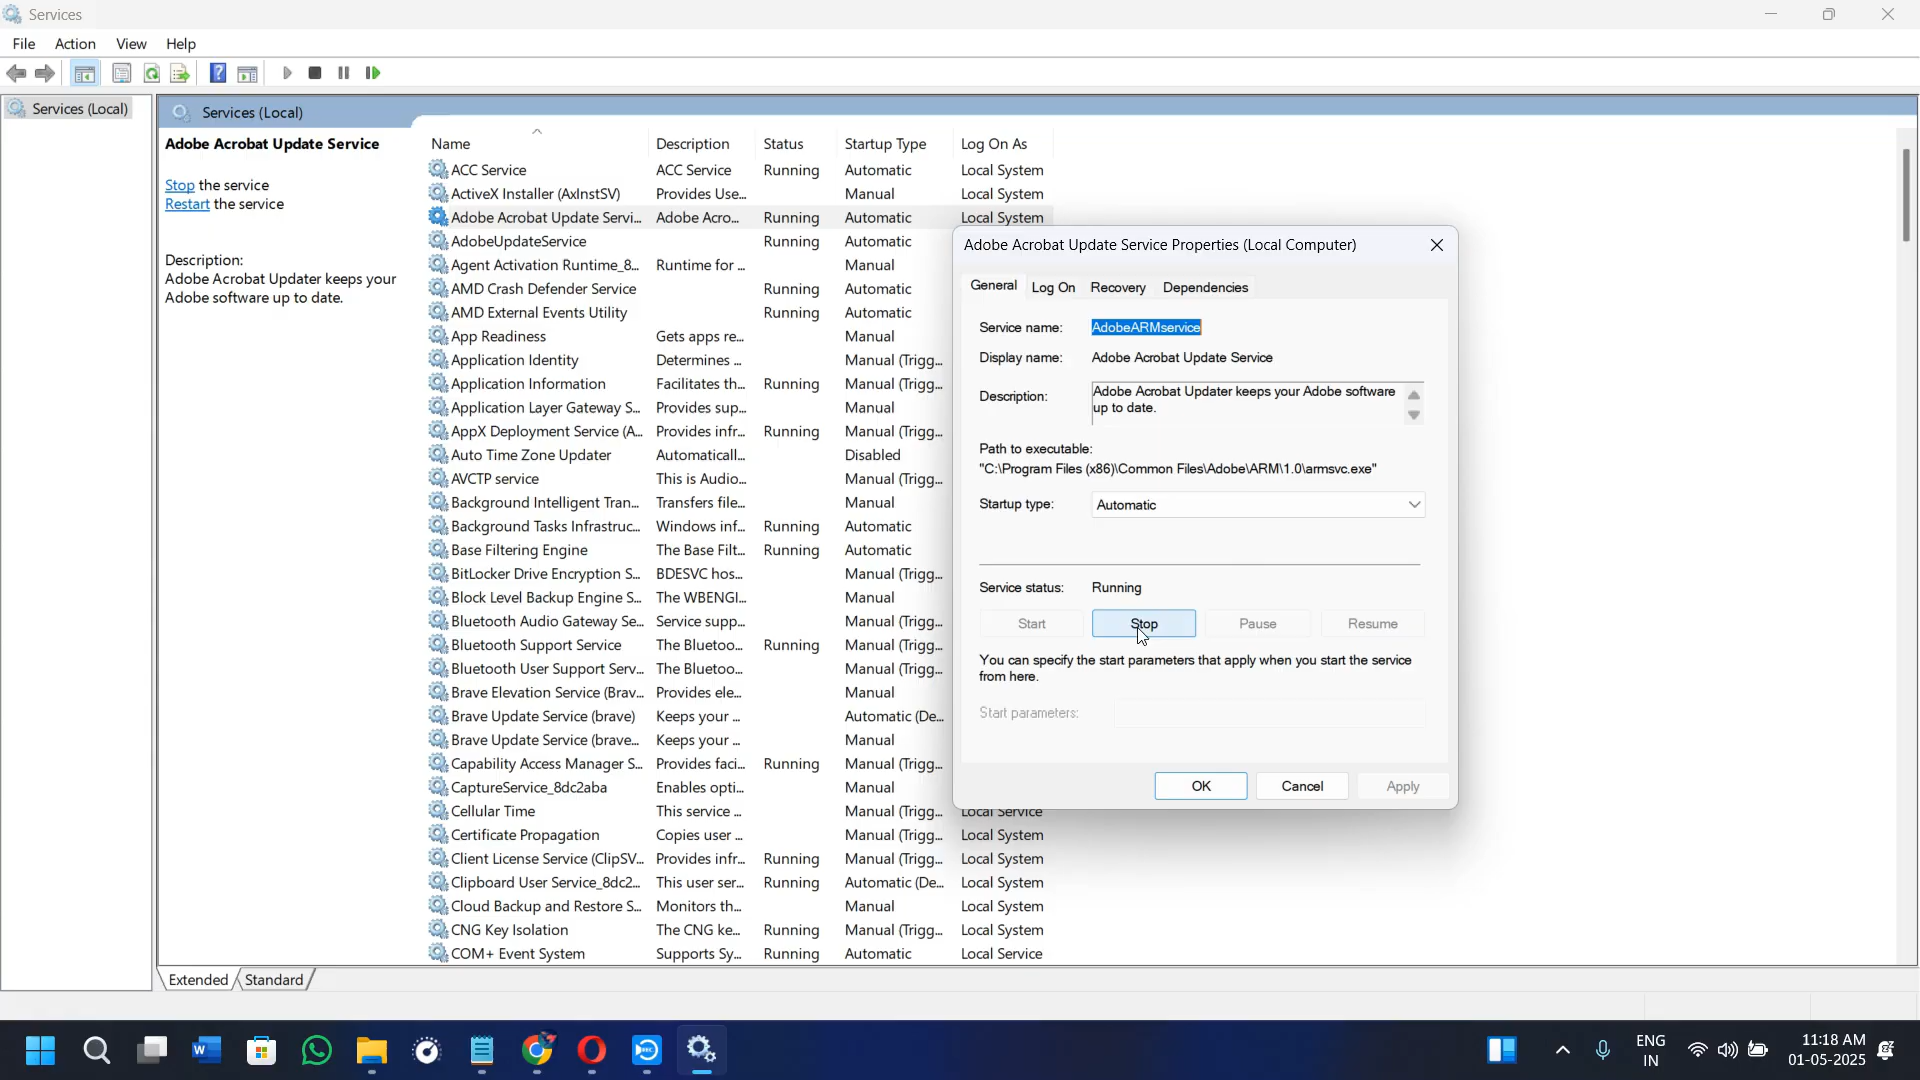 Services
File Action View Help
Services (Local)
Services (Local)
Adobe Acrobat Update Service
Stop the service
Restart the service
Description:
Adobe Acrobat Updater keeps your
Adobe software up to date.
Name Description Status Startup Type Log On As
ACC Service ACC Service Running Automatic Local System
ActiveX Installer (AxInstSV) Provides Use... Manual Local System
Adobe Acrobat Update Servi... Adobe Acro... Running Automatic Local System
AdobeUpdateService Running Automatic
Agent Activation Runtime_8... Runtime for ... Manual
AMD Crash Defender Service Running Automatic
AMD External Events Utility Running Automatic
App Readiness Gets apps re... Manual
Application Identity Determines ... Manual (Trigg...
Application Information Facilitates th... Running Manual (Trigg...
Application Layer Gateway S... Provides sup... Manual
AppX Deployment Service (A... Provides infr... Running Manual (Trigg...
Auto Time Zone Updater Automaticall... Disabled
AVCTP service This is Audio... Manual (Trigg...
Background Intelligent Tran... Transfers file... Manual
Background Tasks Infrastruc... Windows inf... Running Automatic
Base Filtering Engine The Base Filt... Running Automatic
BitLocker Drive Encryption S... BDESVC hos... Manual (Trigg...
Block Level Backup Engine S... The WBENGI... Manual
Bluetooth Audio Gateway Se... Service supp... Manual (Trigg...
Bluetooth Support Service The Bluetoo... Running Manual (Trigg...
Bluetooth User Support Serv... The Bluetoo... Manual (Trigg...
Brave Elevation Service (Brav... Provides ele... Manual
Brave Update Service (brave) Keeps your ... Automatic (De...
Brave Update Service (brave... Keeps your ... Manual
Capability Access Manager S... Provides faci... Running Manual (Trigg...
CaptureService_8dc2aba Enables opti... Manual
Cellular Time This service ... Manual (Trigg... Local Service
Certificate Propagation Copies user ... Manual (Trigg... Local System
Client License Service (ClipSV... Provides infr... Running Manual (Trigg... Local System
Clipboard User Service_8dc2... This user ser... Running Automatic (De... Local System
Cloud Backup and Restore S... Monitors th... Manual Local System
CNG Key Isolation The CNG ke... Running Manual (Trigg... Local System
COM+ Event System Supports Sy... Running Automatic Local Service
Adobe Acrobat Update Service Properties (Local Computer)
General Log On Recovery Dependencies
Service name: AdobeARMservice
Display name: Adobe Acrobat Update Service
Description: Adobe Acrobat Updater keeps your Adobe software
up to date.
Path to executable:
"C:\Program Files (x86)\Common Files\Adobe\ARM\1.0\armsvc.exe"
Startup type: Automatic
Service status: Running
Start Stop Pause Resume
You can specify the start parameters that apply when you start the service
from here.
Start parameters:
OK Cancel Apply
Extended Standard
ENG
IN
11:18 AM
01-05-2025